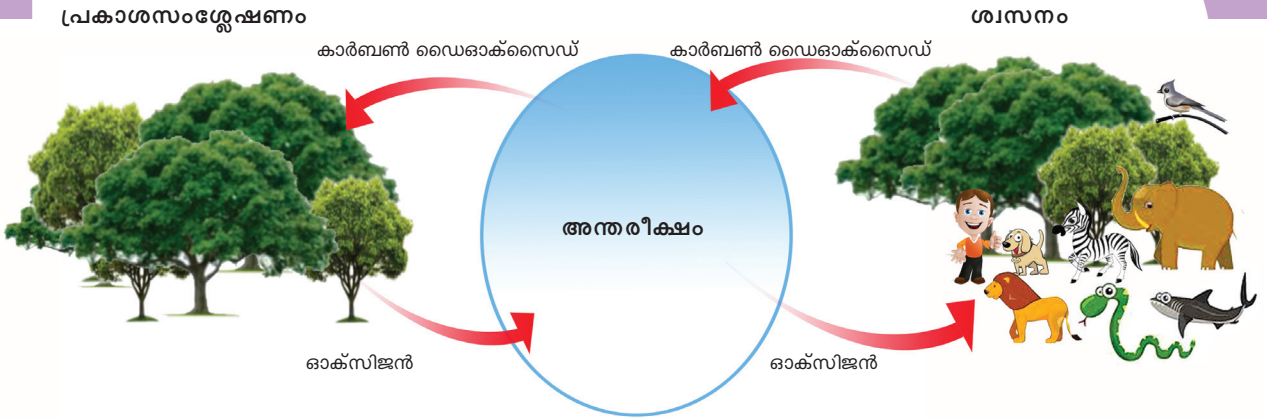 പ്രകാശസംശ്ലേഷണം
ശ്വസനം
കാർബൺ ഡൈഓക്സൈഡ്
കാർബൺ ഡൈഓക്സൈഡ്
അന്തരീക്ഷം
ഓക്സിജൻ
ഓക്സിജൻ